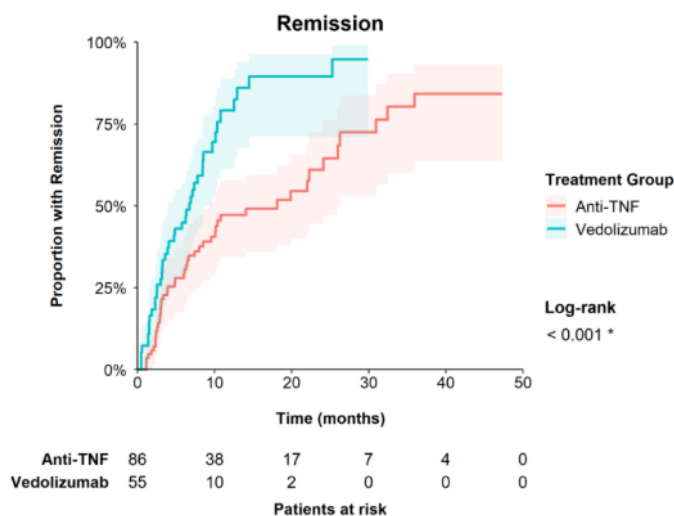 Remission
Proportion with Remission
100%
75%
50%
25%
0%
0 10 20 30 40 50
Time (months)
Treatment Group
Anti-TNF
Vedolizumab
Log-rank
< 0.001 *
Anti-TNF 86 38 17 7 4 0
Vedolizumab 55 10 2 0 0 0
Patients at risk